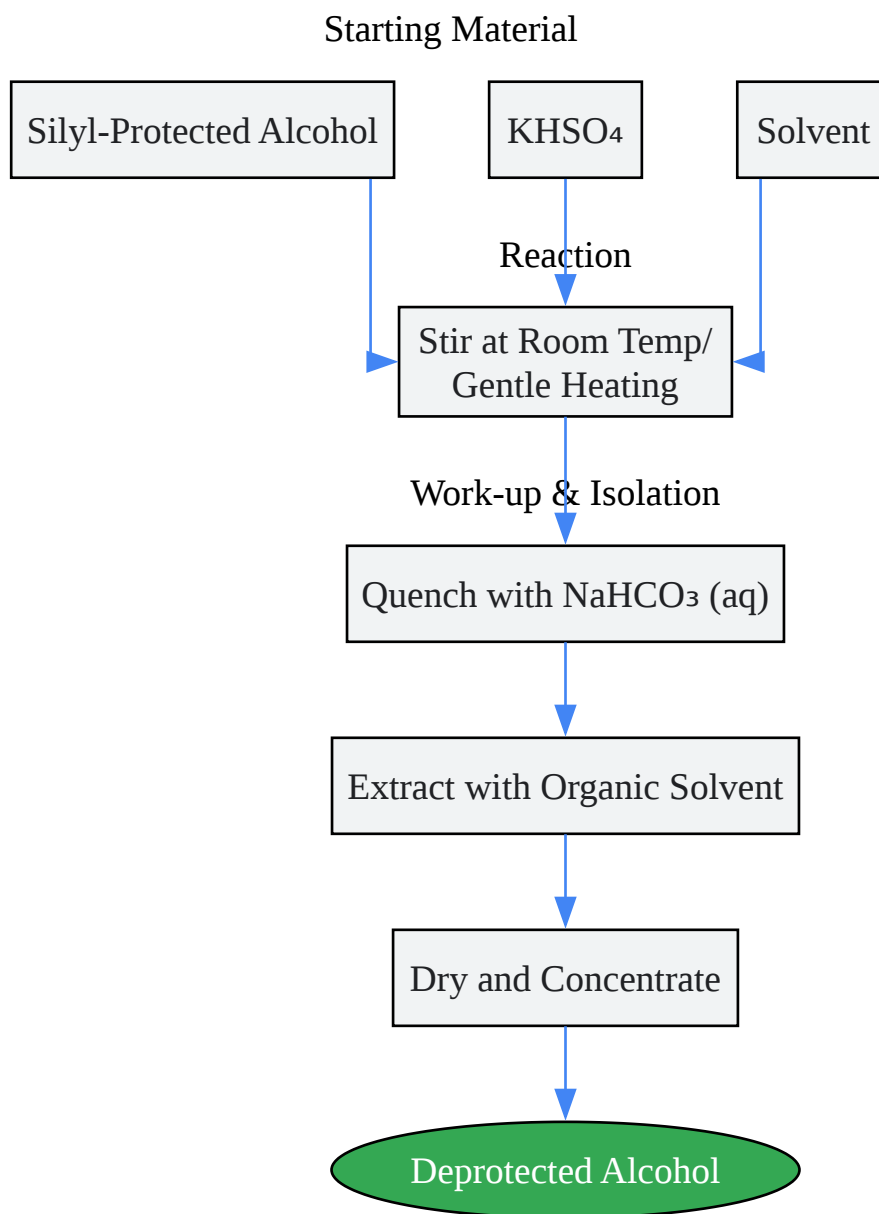 Starting Material
Silyl-Protected Alcohol
KHSO₄
Solvent
Reaction
Stir at Room Temp/
Gentle Heating
Work-up & Isolation
Quench with NaHCO₃ (aq)
Extract with Organic Solvent
Dry and Concentrate
Deprotected Alcohol